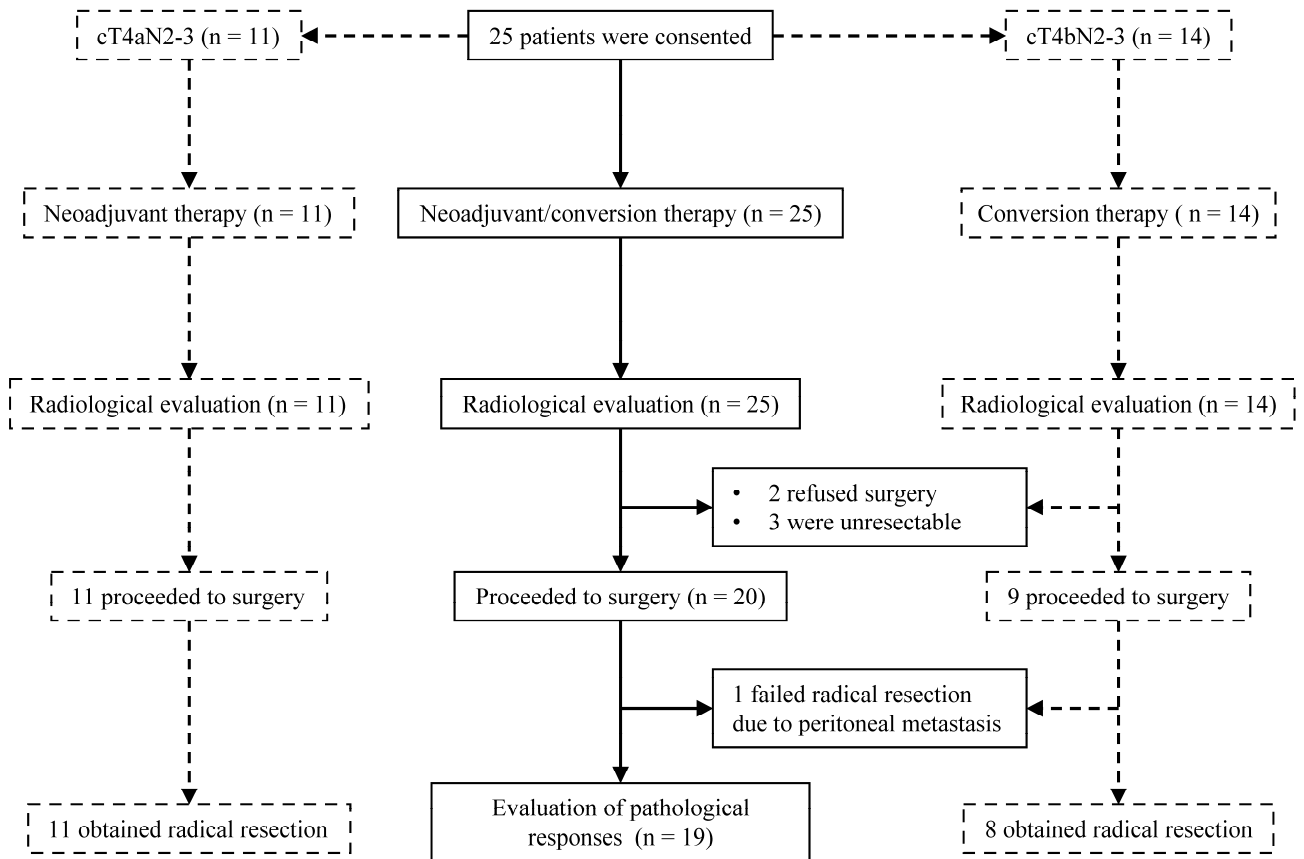 cT4aN2-3 (n = 11)
25 patients were consented
cT4bN2-3 (n = 14)
Neoadjuvant therapy (n = 11)
Neoadjuvant/conversion therapy (n = 25)
Conversion therapy ( n = 14)
Radiological evaluation (n = 11)
Radiological evaluation (n = 25)
Radiological evaluation (n = 14)
• 2 refused surgery
• 3 were unresectable
11 proceeded to surgery
Proceeded to surgery (n = 20)
9 proceeded to surgery
1 failed radical resection
due to peritoneal metastasis
11 obtained radical resection
Evaluation of pathological
responses (n = 19)
8 obtained radical resection